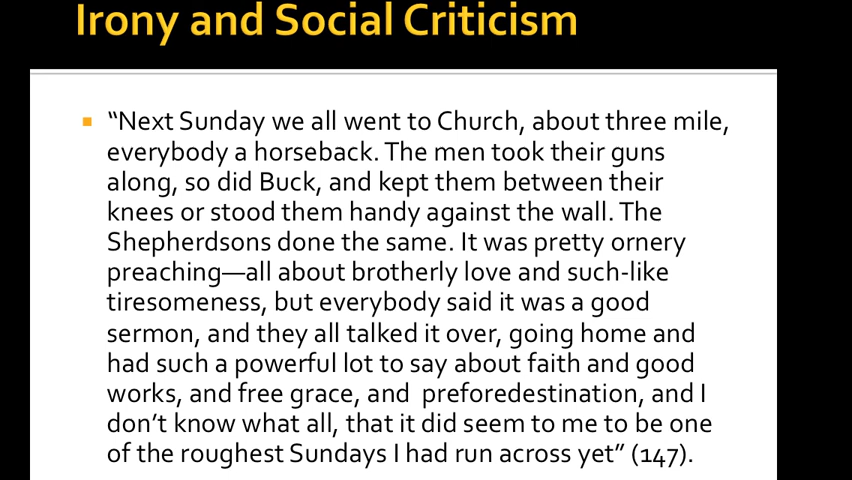 Irony and Social Criticism
“Next Sunday we all went to Church, about three mile,
everybody a horseback. The men took their guns
along, so did Buck, and kept them between their
knees or stood them handy against the wall. The
Shepherdsons done the same. It was pretty ornery
preaching—all about brotherly love and such-like
tiresomeness, but everybody said it was a good
sermon, and they all talked it over, going home and
had such a powerful lot to say about faith and good
works, and free grace, and  preforedestination, and I
don’t know what all, that it did seem to me to be one
of the roughest Sundays I had run across yet” (147).